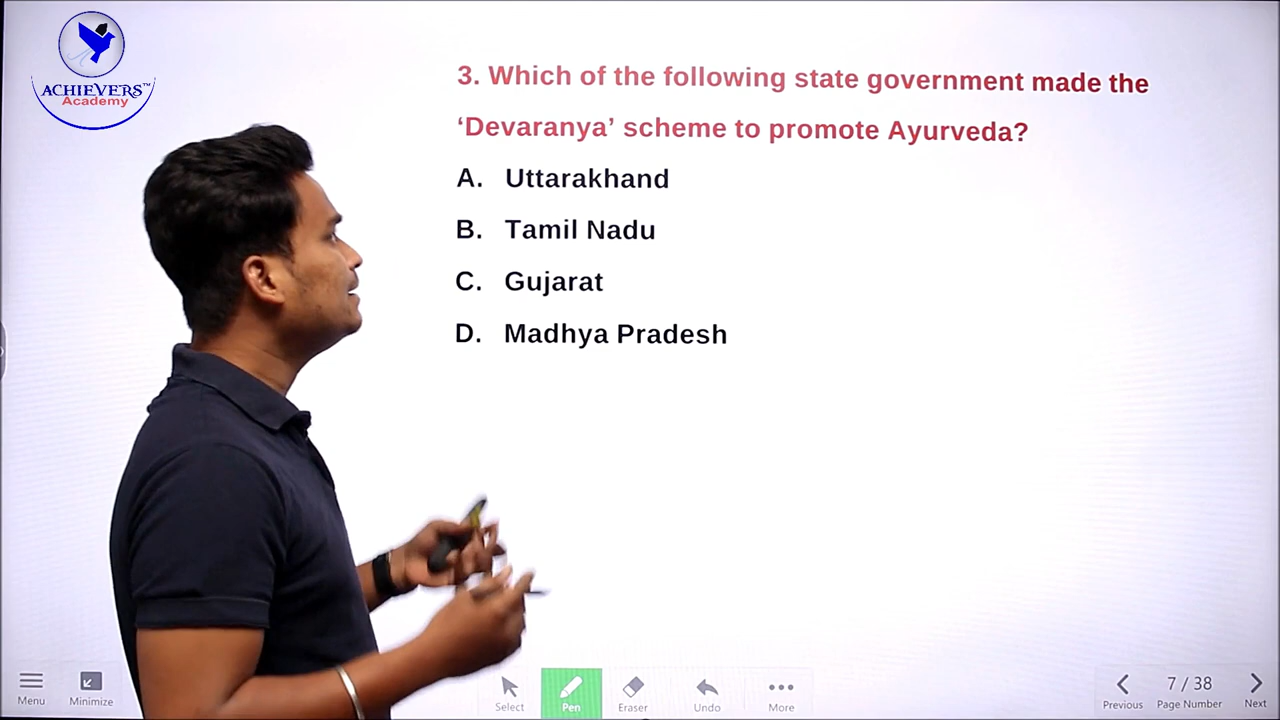 ACHIEVERS™
Academy
3. Which of the following state government made the
‘Devaranya’ scheme to promote Ayurveda?
A. Uttarakhand
B. Tamil Nadu
C. Gujarat
D. Madhya Pradesh
Menu
Minimize
Select
Pen
Eraser
Undo
More
Previous
7 / 38
Page Number
Next